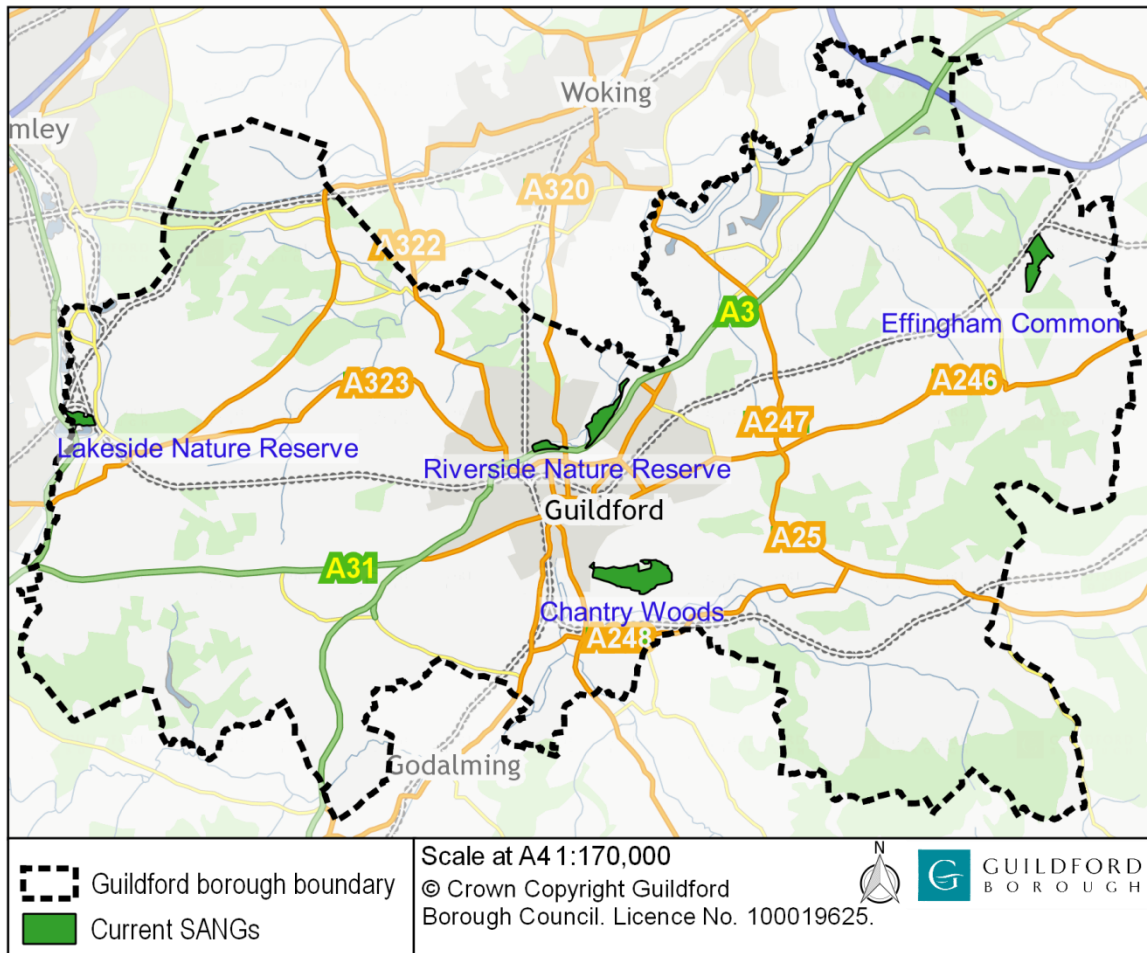 Woking
mley
A320
A322
A3
Effingham Common
A323
A246
A247
Lakeside Nature Reserve
Riverside Nature Reserve
Guildford
A25
A31
Chantry Woods
A248
Godalming
Guildford borough boundary
Current SANGs
Scale at A4 1:170,000
© Crown Copyright Guildford
Borough Council. Licence No. 100019625.
N
G
GUILDFORD
BOROUGH